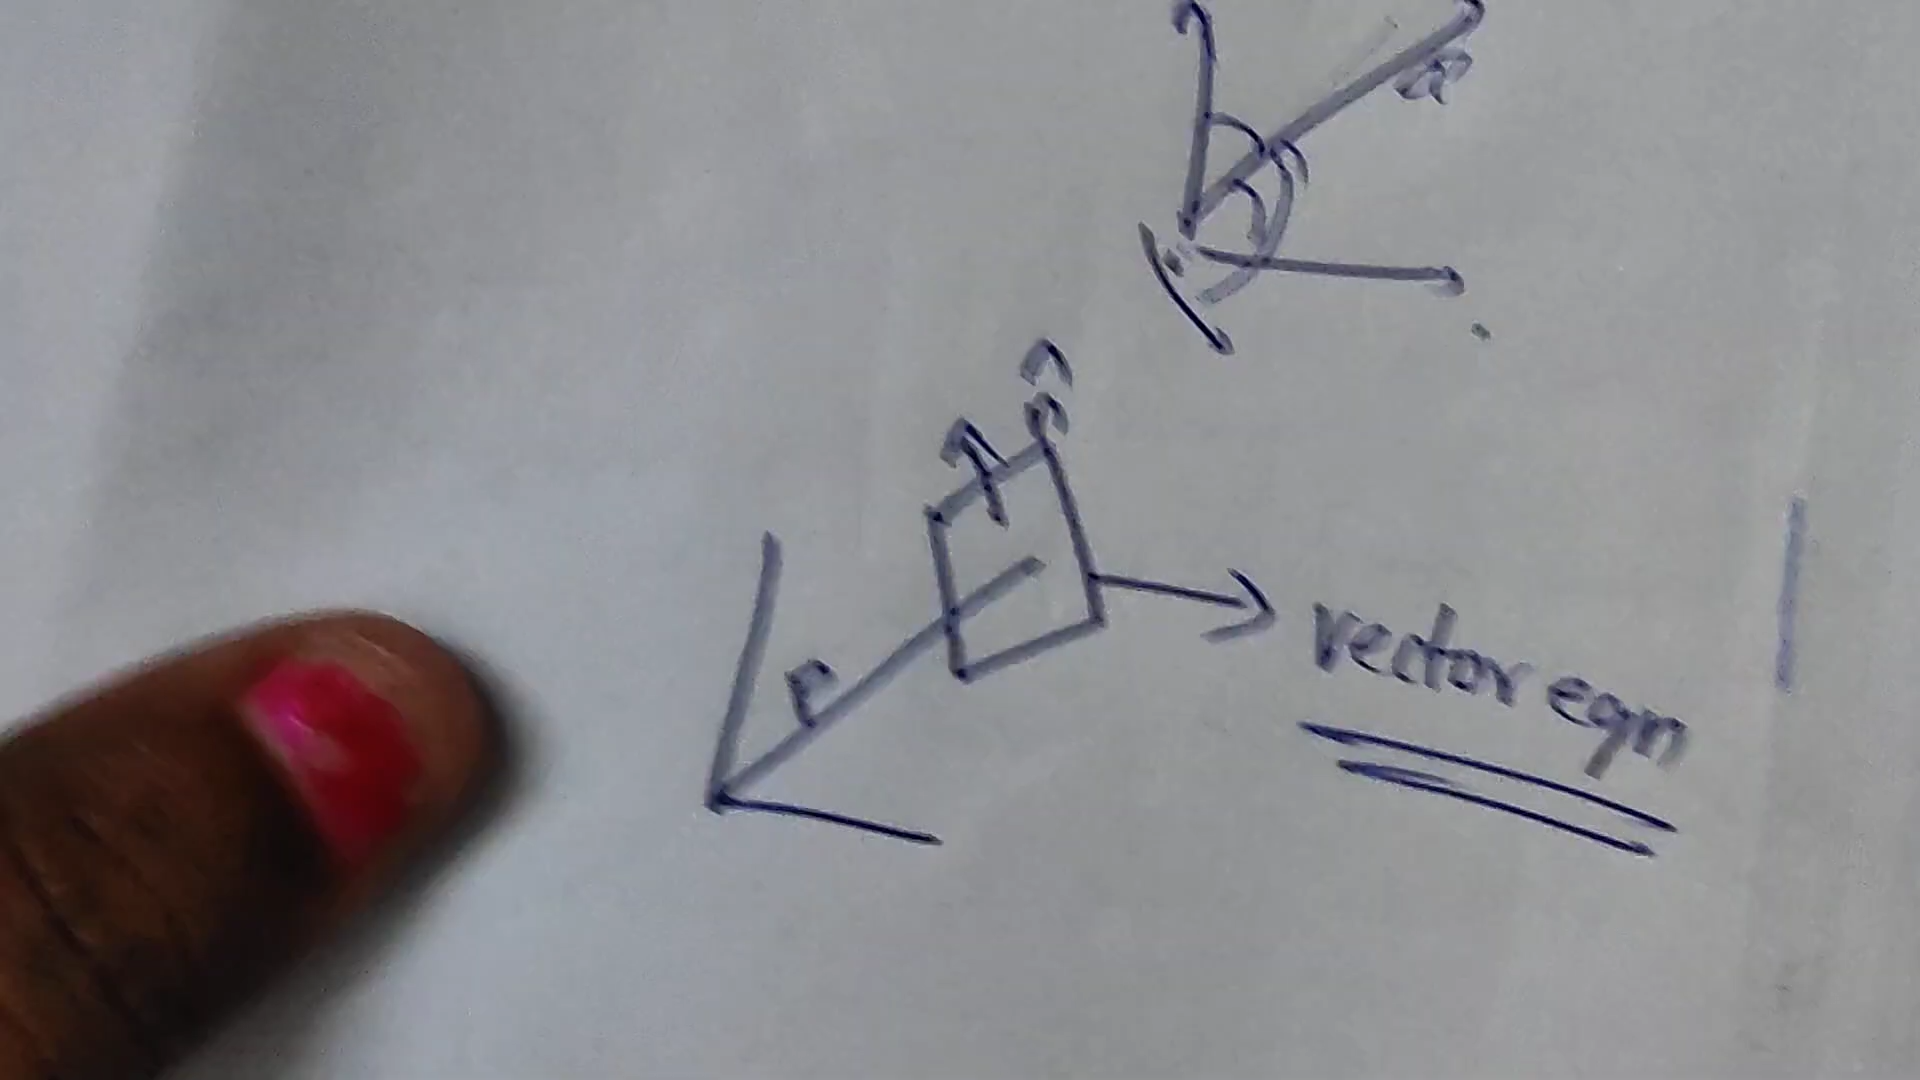 a
n̂
r
vector eqn